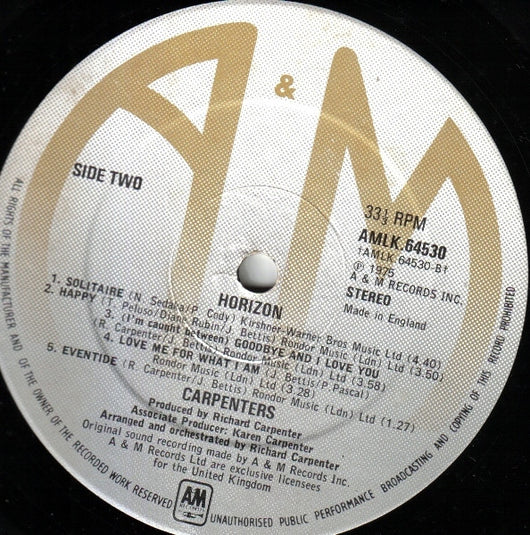 A & M
SIDE TWO
33⅓ RPM
AMLK.64530
†AMLK.64530-B†
℗ 1975
A & M RECORDS INC.
STEREO
Made in England
HORIZON
1. SOLITAIRE (N. Sedaka/P. Cody) Kirshner-Warner Bros Music Ltd (4.40)
2. HAPPY (T. Peluso/Diane Rubin/J. Bettis) Rondor Music (Ldn) Ltd (3.50)
3. (I'm caught between) GOODBYE AND I LOVE YOU
(R. Carpenter/J. Bettis) Rondor Music (Ldn) Ltd (3.58)
4. LOVE ME FOR WHAT I AM (J. Bettis/P. Pascal)
Rondor Music (Ldn) Ltd (3.28)
5. EVENTIDE (R. Carpenter/J. Bettis) Rondor Music (Ldn) Ltd (1.27)
CARPENTERS
Produced by Richard Carpenter
Associate Producer: Karen Carpenter
Arranged and orchestrated by Richard Carpenter
Original sound recording made by A & M Records Inc.
A & M Records Ltd are exclusive licensees
for the United Kingdom
AM
RECORDS
ALL RIGHTS OF THE MANUFACTURER AND OF THE OWNER OF THE RECORDED WORK RESERVED
UNAUTHORISED PUBLIC PERFORMANCE BROADCASTING AND COPYING OF THIS RECORD PROHIBITED